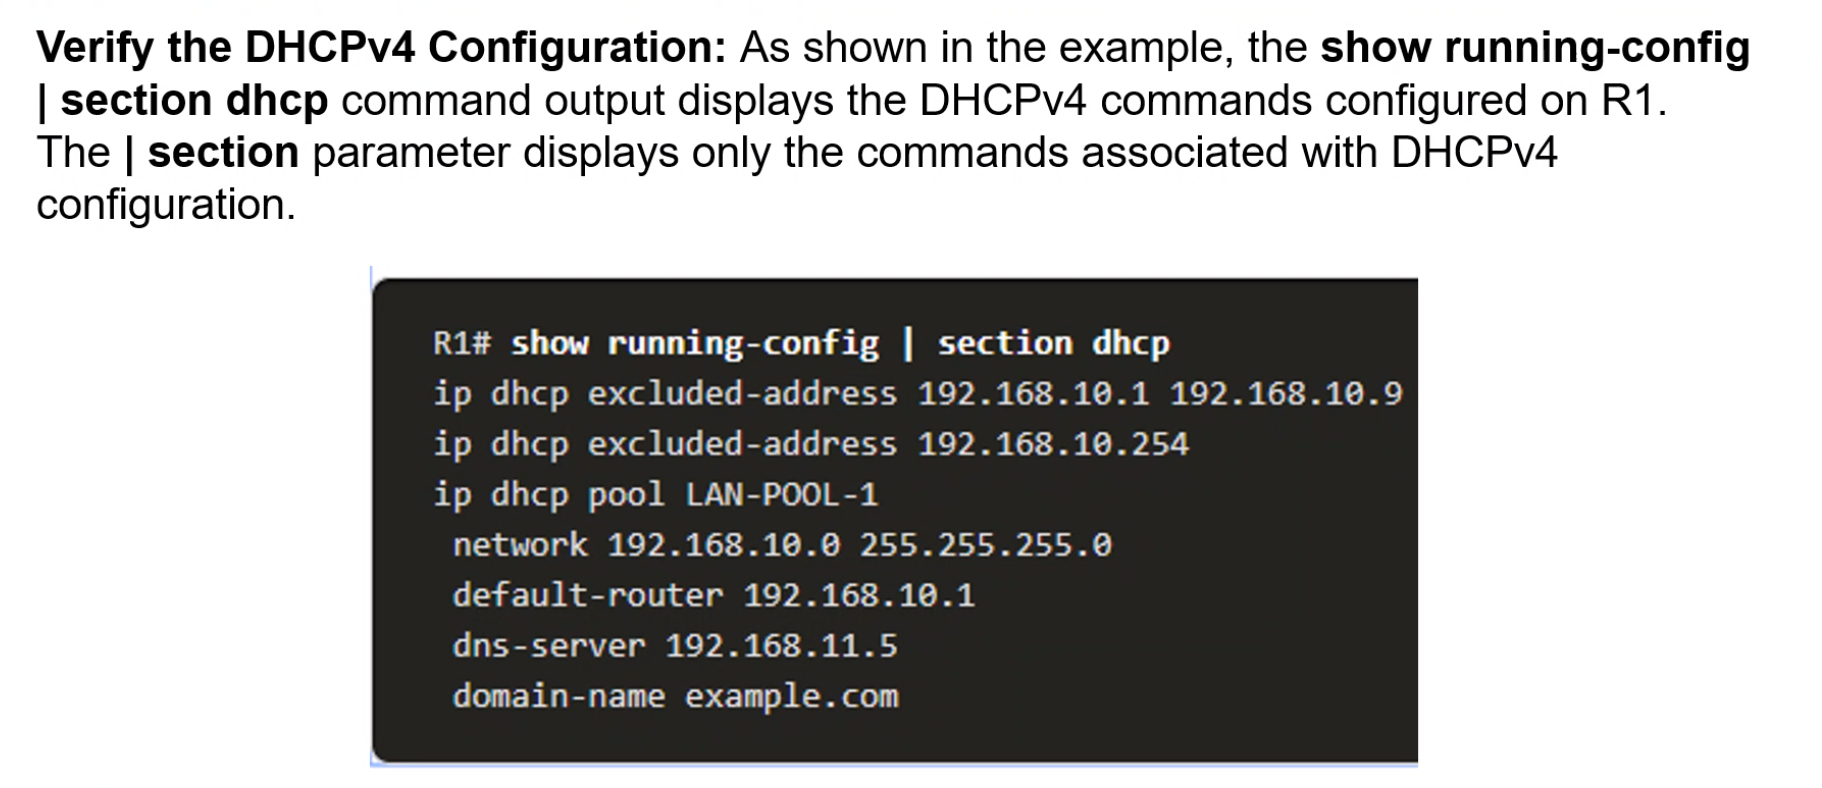 Verify the DHCPv4 Configuration: As shown in the example, the show running-config
| section dhcp command output displays the DHCPv4 commands configured on R1.
The | section parameter displays only the commands associated with DHCPv4
configuration.
R1# show running-config | section dhcp
ip dhcp excluded-address 192.168.10.1 192.168.10.9
ip dhcp excluded-address 192.168.10.254
ip dhcp pool LAN-POOL-1
 network 192.168.10.0 255.255.255.0
 default-router 192.168.10.1
 dns-server 192.168.11.5
 domain-name example.com